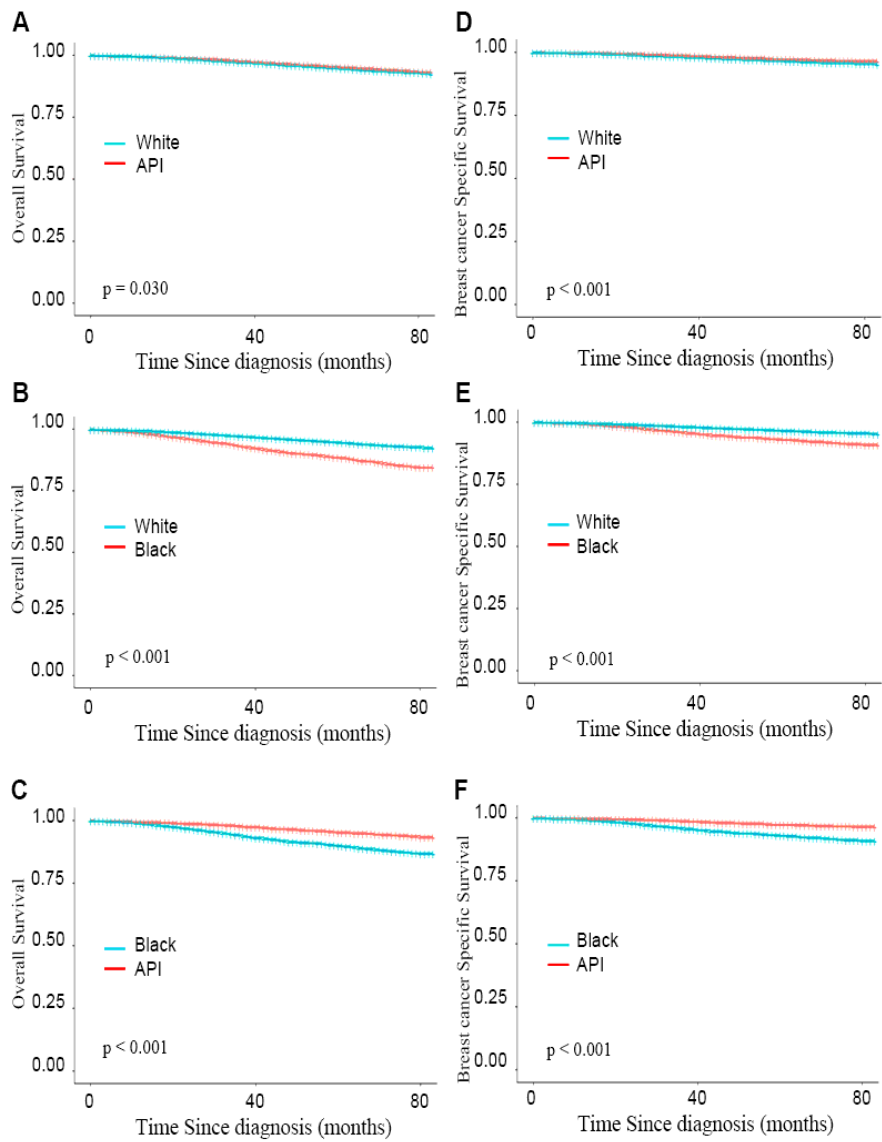 A
Overall Survival
1.00
0.75
0.50
0.25
0.00
White
API
p = 0.030
0 40 80
Time Since diagnosis (months)
D
Breast cancer Specific Survival
1.00
0.75
0.50
0.25
0.00
White
API
p < 0.001
0 40 80
Time Since diagnosis (months)
B
Overall Survival
1.00
0.75
0.50
0.25
0.00
White
Black
p < 0.001
0 40 80
Time Since diagnosis (months)
E
Breast cancer Specific Survival
1.00
0.75
0.50
0.25
0.00
White
Black
p < 0.001
0 40 80
Time Since diagnosis (months)
C
Overall Survival
1.00
0.75
0.50
0.25
0.00
Black
API
p < 0.001
0 40 80
Time Since diagnosis (months)
F
Breast cancer Specific Survival
1.00
0.75
0.50
0.25
0.00
Black
API
p < 0.001
0 40 80
Time Since diagnosis (months)